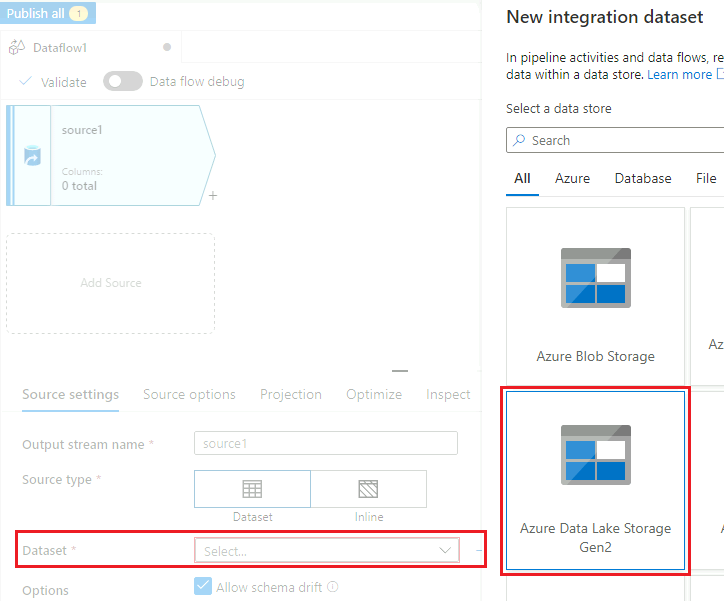 Publish all 1
Dataflow1
Validate
Data flow debug
source1
Columns:
0 total
+
Add Source
Source settings
Source options
Projection
Optimize
Inspect
Output stream name *
source1
Source type *
Dataset
Inline
Dataset *
Select...
Options
Allow schema drift
New integration dataset
In pipeline activities and data flows, re
data within a data store. Learn more
Select a data store
Search
All
Azure
Database
File
Azure Blob Storage
Az
Azure Data Lake Storage
Gen2